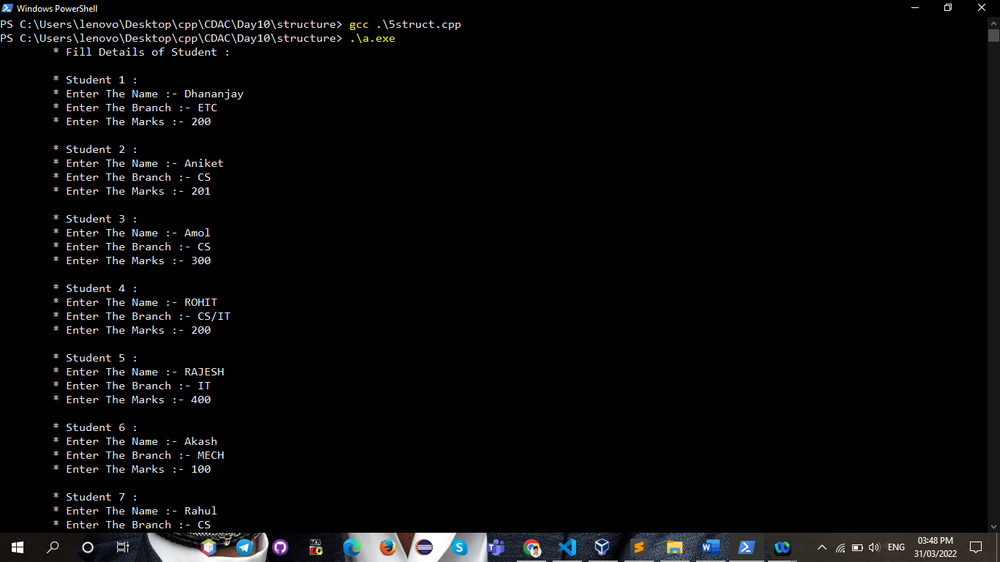 Windows PowerShell
PS C:\Users\lenovo\Desktop\cpp\CDAC\Day10\structure> gcc .\5struct.cpp
PS C:\Users\lenovo\Desktop\cpp\CDAC\Day10\structure> .\a.exe
* Fill Details of Student :
* Student 1 :
* Enter The Name :- Dhananjay
* Enter The Branch :- ETC
* Enter The Marks :- 200
* Student 2 :
* Enter The Name :- Aniket
* Enter The Branch :- CS
* Enter The Marks :- 201
* Student 3 :
* Enter The Name :- Amol
* Enter The Branch :- CS
* Enter The Marks :- 300
* Student 4 :
* Enter The Name :- ROHIT
* Enter The Branch :- CS/IT
* Enter The Marks :- 200
* Student 5 :
* Enter The Name :- RAJESH
* Enter The Branch :- IT
* Enter The Marks :- 400
* Student 6 :
* Enter The Name :- Akash
* Enter The Branch :- MECH
* Enter The Marks :- 100
* Student 7 :
* Enter The Name :- Rahul
* Enter The Branch :- CS
ENG
03:48 PM
31/03/2022